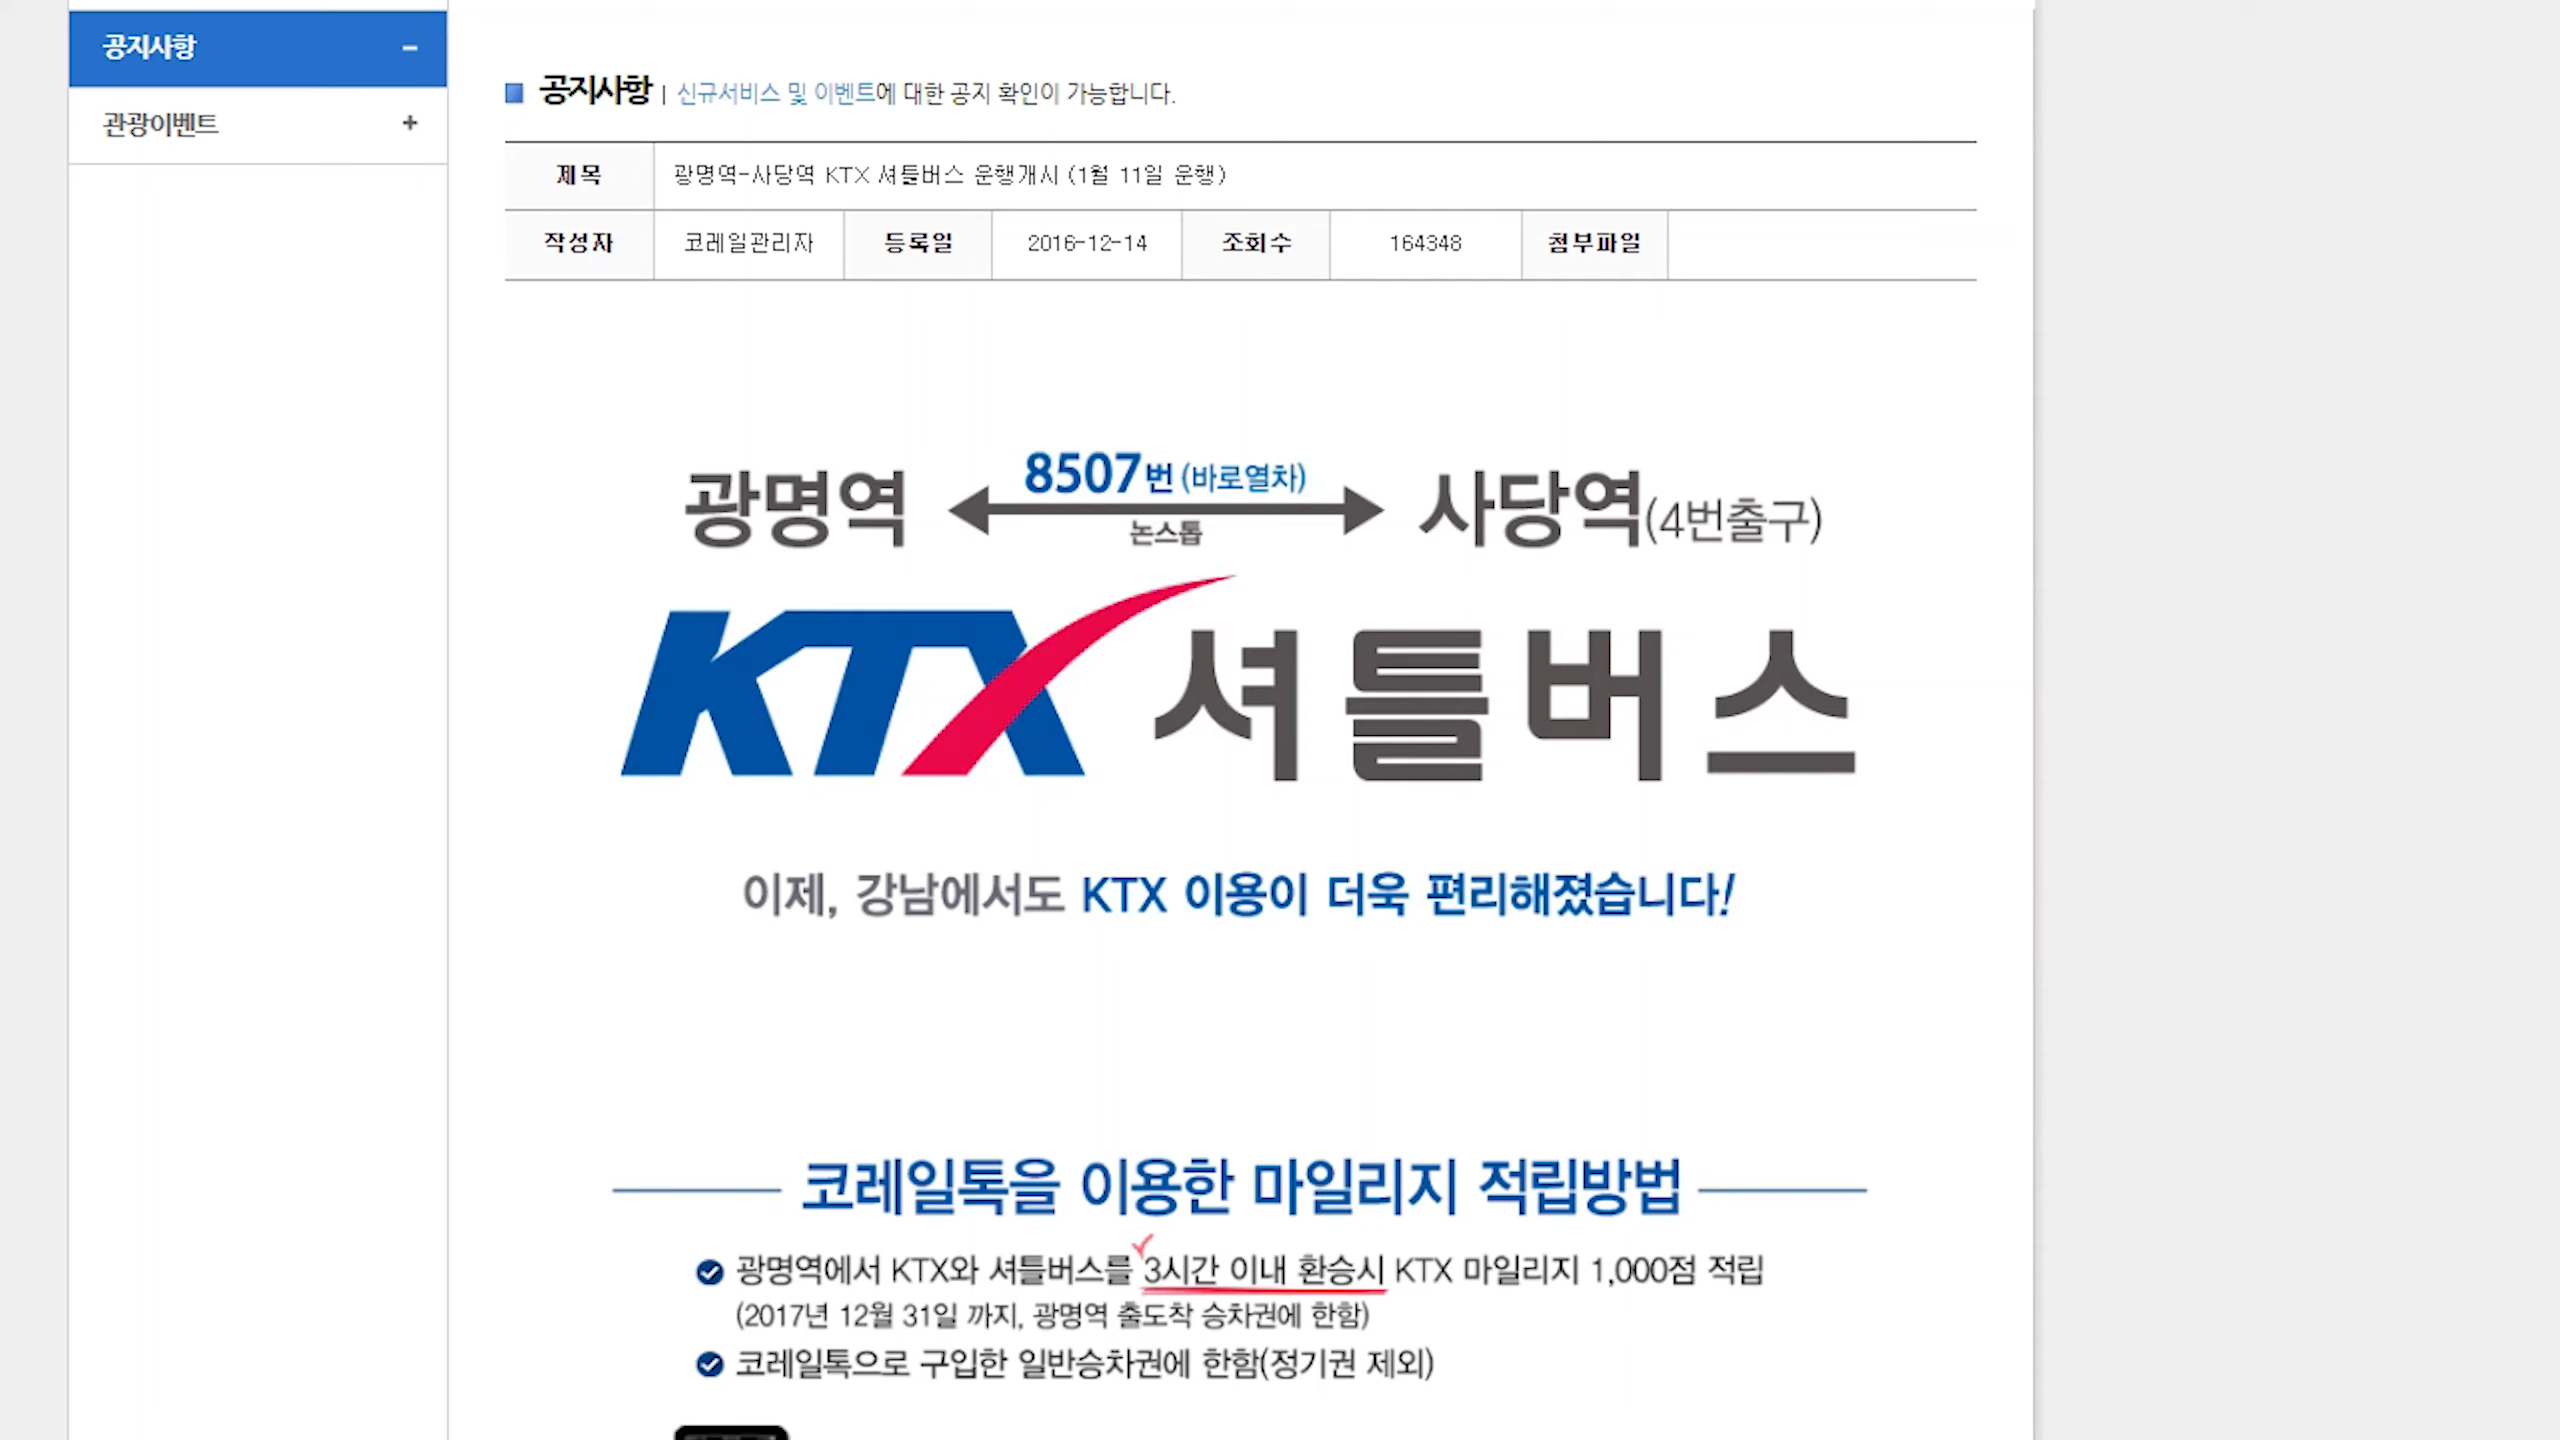 공지사항 -
관광이벤트 +
공지사항 | 신규서비스 및 이벤트에 대한 공지 확인이 가능합니다.
제목 광명역-사당역 KTX 셔틀버스 운행개시 (1월 11일 운행)
작성자 코레일관리자 등록일 2016-12-14 조회수 164348 첨부파일
8507번 (바로열차)
광명역 사당역(4번출구)
논스톱
KTX 셔틀버스
이제, 강남에서도 KTX 이용이 더욱 편리해졌습니다!
코레일톡을 이용한 마일리지 적립방법
광명역에서 KTX와 셔틀버스를 3시간 이내 환승시 KTX 마일리지 1,000점 적립
(2017년 12월 31일 까지, 광명역 출도착 승차권에 한함)
코레일톡으로 구입한 일반승차권에 한함(정기권 제외)